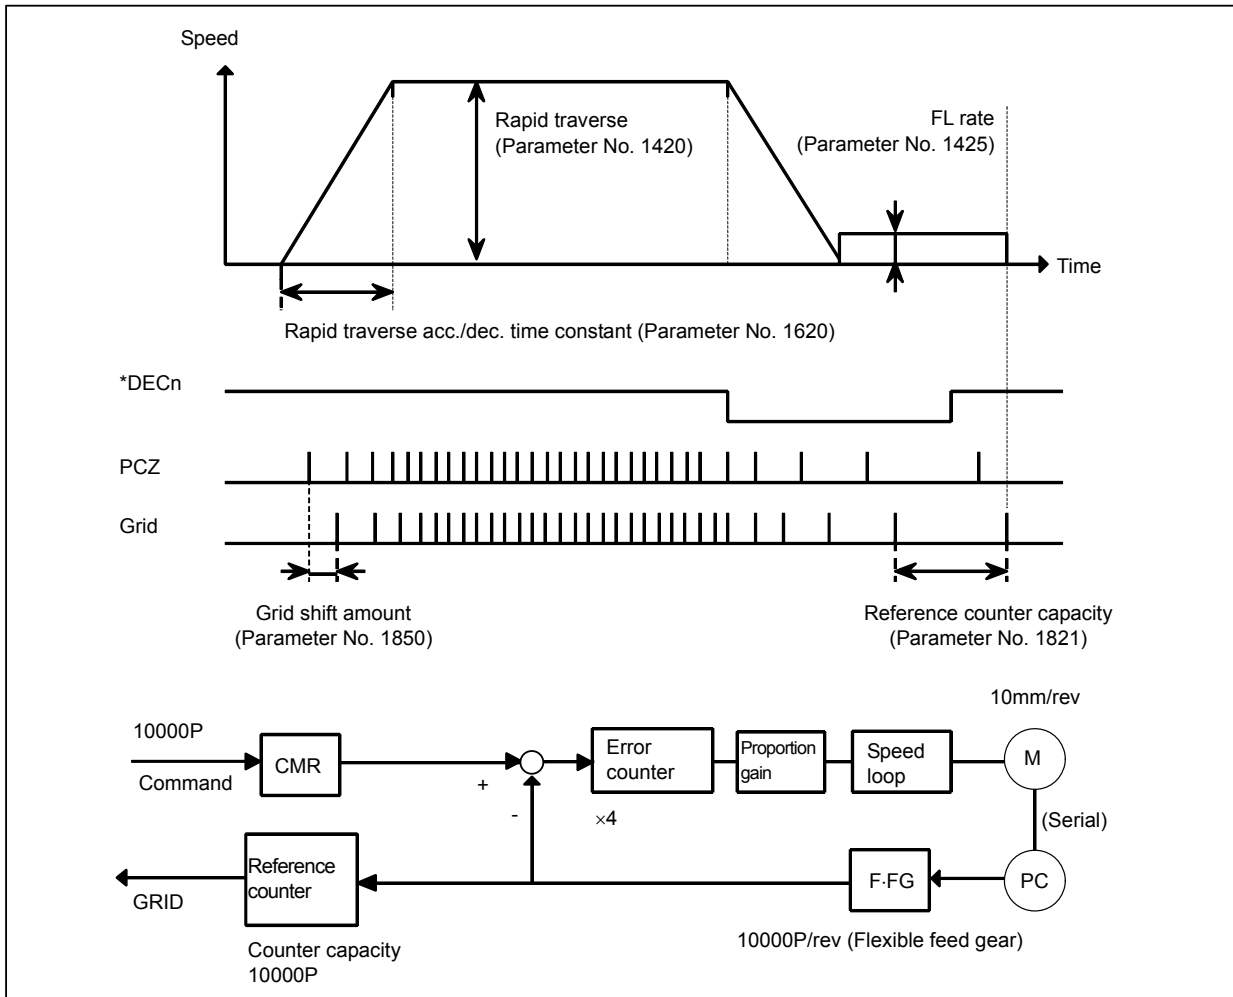 Speed
Rapid traverse
(Parameter No. 1420)
FL rate
(Parameter No. 1425)
Time
Rapid traverse acc./dec. time constant (Parameter No. 1620)
*DECn
PCZ
Grid
Grid shift amount
(Parameter No. 1850)
Reference counter capacity
(Parameter No. 1821)
10mm/rev
10000P
Command
CMR
+
-
Error
counter
×4
Proportion
gain
Speed
loop
M
(Serial)
PC
F·FG
10000P/rev (Flexible feed gear)
Reference
counter
GRID
Counter capacity
10000P